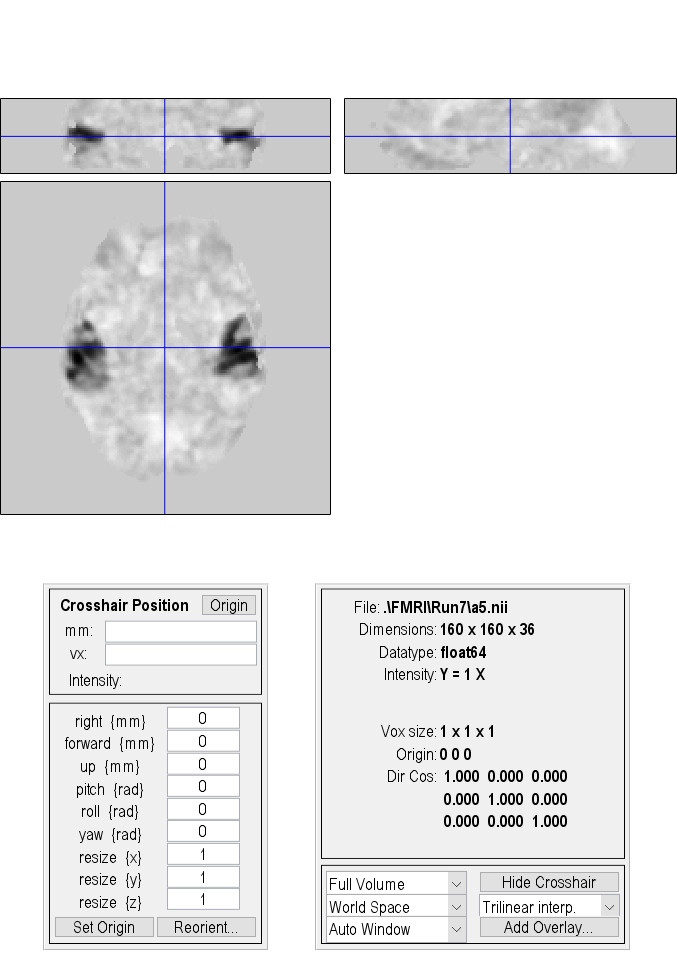 Crosshair Position Origin
mm:
vx:
Intensity:
right {mm} 0
forward {mm} 0
up {mm} 0
pitch {rad} 0
roll {rad} 0
yaw {rad} 0
resize {x} 1
resize {y} 1
resize {z} 1
Set Origin Reorient...
File: .\FMRI\Run7\a5.nii
Dimensions: 160 x 160 x 36
Datatype: float64
Intensity: Y = 1 X
Vox size: 1 x 1 x 1
Origin: 0 0 0
Dir Cos: 1.000 0.000 0.000
0.000 1.000 0.000
0.000 0.000 1.000
Full Volume Hide Crosshair
World Space Trilinear interp.
Auto Window Add Overlay...